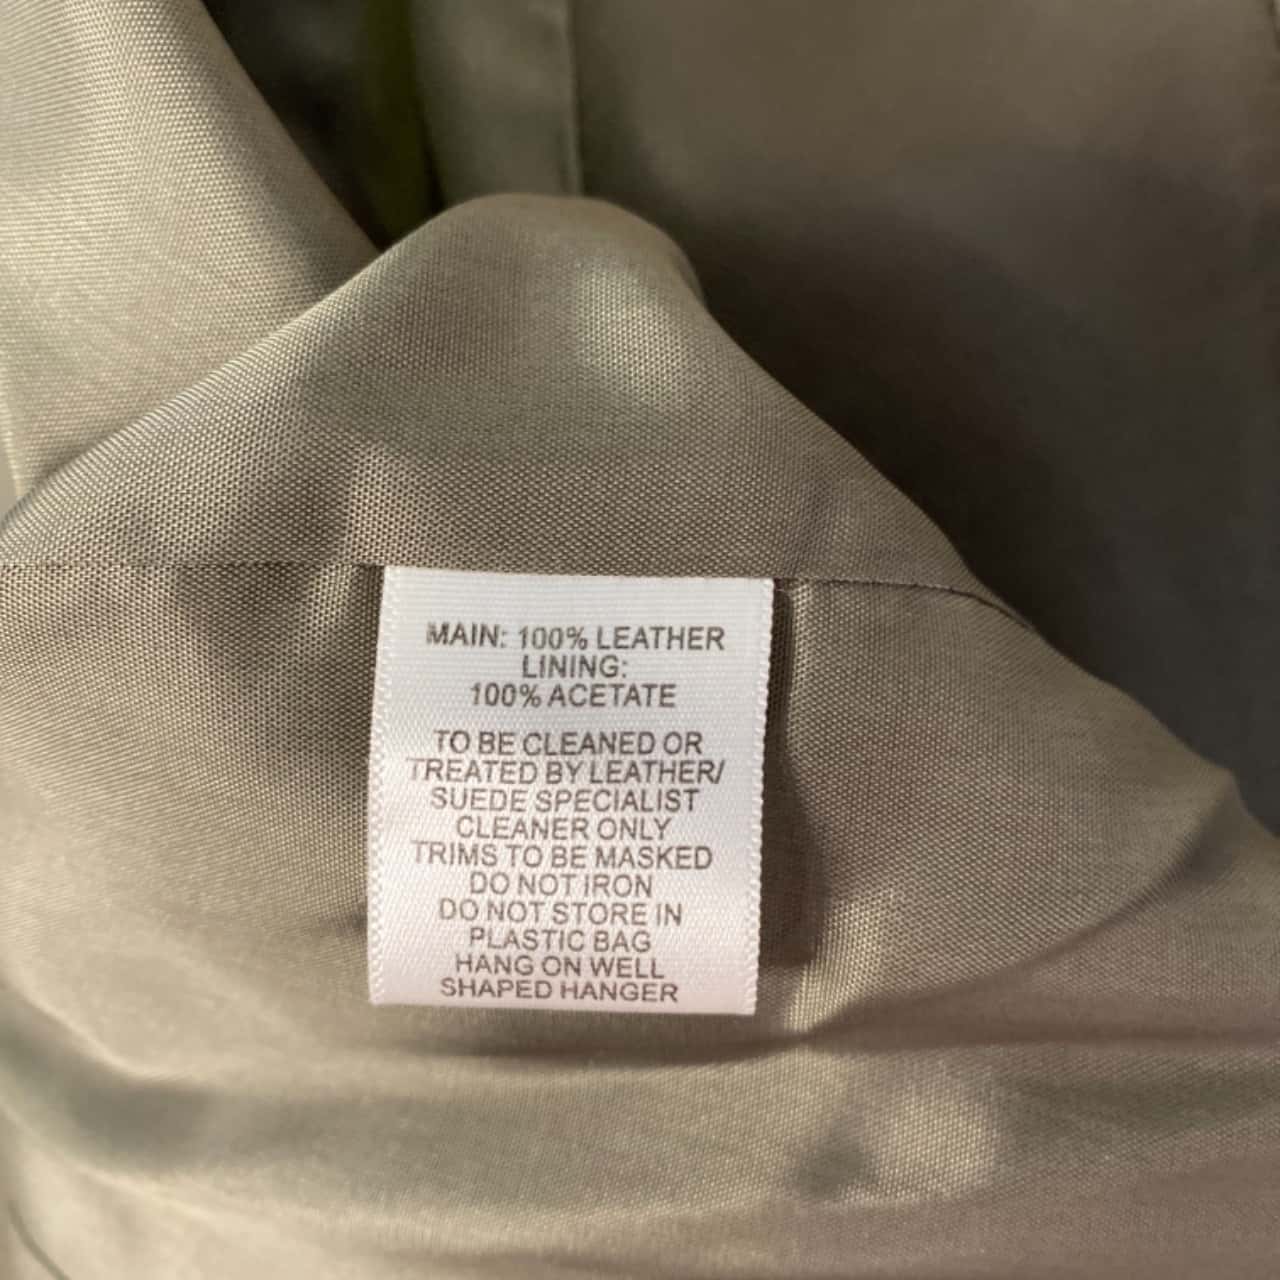 MAIN: 100% LEATHER
LINING:
100% ACETATE
TO BE CLEANED OR
TREATED BY LEATHER/
SUEDE SPECIALIST
CLEANER ONLY
TRIMS TO BE MASKED
DO NOT IRON
DO NOT STORE IN
PLASTIC BAG
HANG ON WELL
SHAPED HANGER